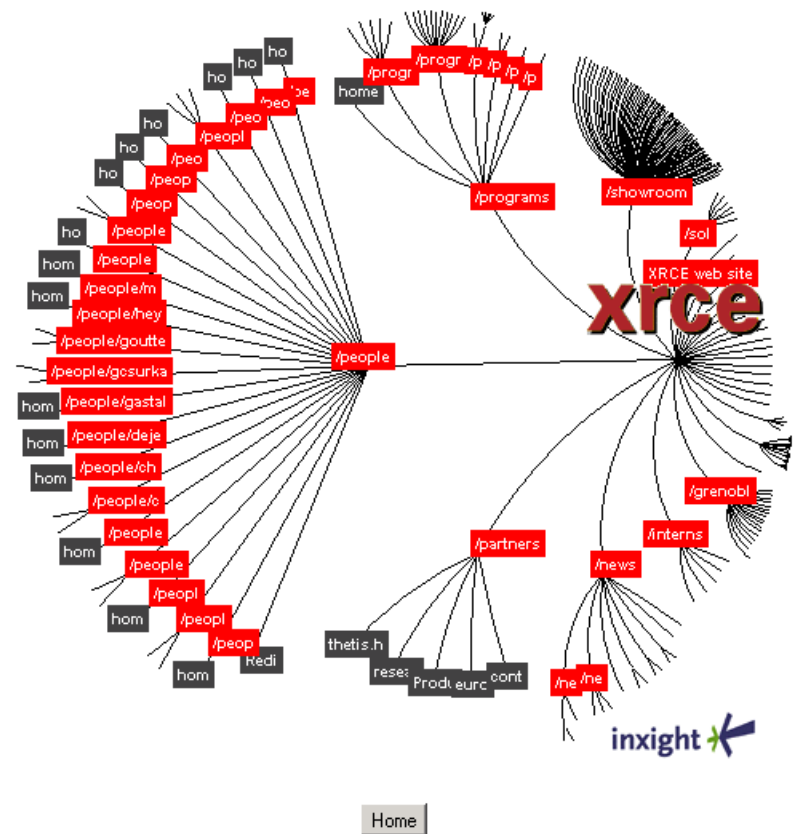 ho
ho
ho
/peo
/peo
/peopl
ho
ho
/peo
ho
/peop
/peop
/people
ho
/people
hom
/people/m
hom
/people/hey
/people/goutte
/people/gcsurka
/people/gastal
hom
/people/deje
hom
/people/ch
hom
/people/c
/people
hom
/people
/peopl
hom
/peopl
/peop
Redi
hom
/people
/progr
/progr
/p
/p
/p
/p
home
/programs
/showroom
/sol
XRCE web site
xrce
/grenobl
/interns
/news
/ne
/ne
/partners
thetis.h
Produ
euro
cont
inxight
Home